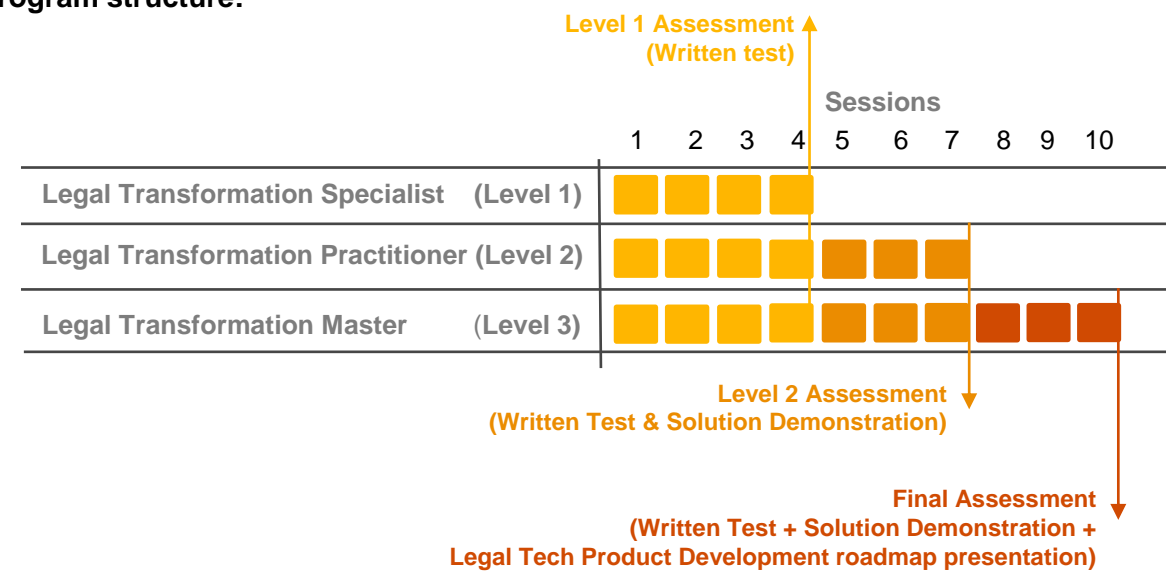 rogram structure:
Level 1 Assessment
(Written test)
Sessions
1 2 3 4 5 6 7 8 9 10
Legal Transformation Specialist (Level 1)
Legal Transformation Practitioner (Level 2)
Legal Transformation Master (Level 3)
Level 2 Assessment
(Written Test & Solution Demonstration)
Final Assessment
(Written Test + Solution Demonstration +
Legal Tech Product Development roadmap presentation)